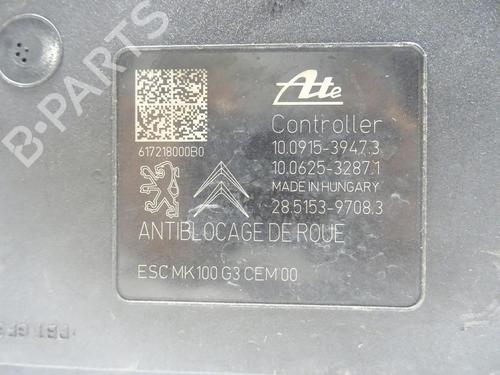 Ate
Controller
10.0915-3947.3
10.0625-3287.1
617218000B0
MADE IN HUNGARY
28.5153-9708.3
ANTIBLOCAGE DE ROUE
ESC MK100 G3 CEM 00
B-PARTS